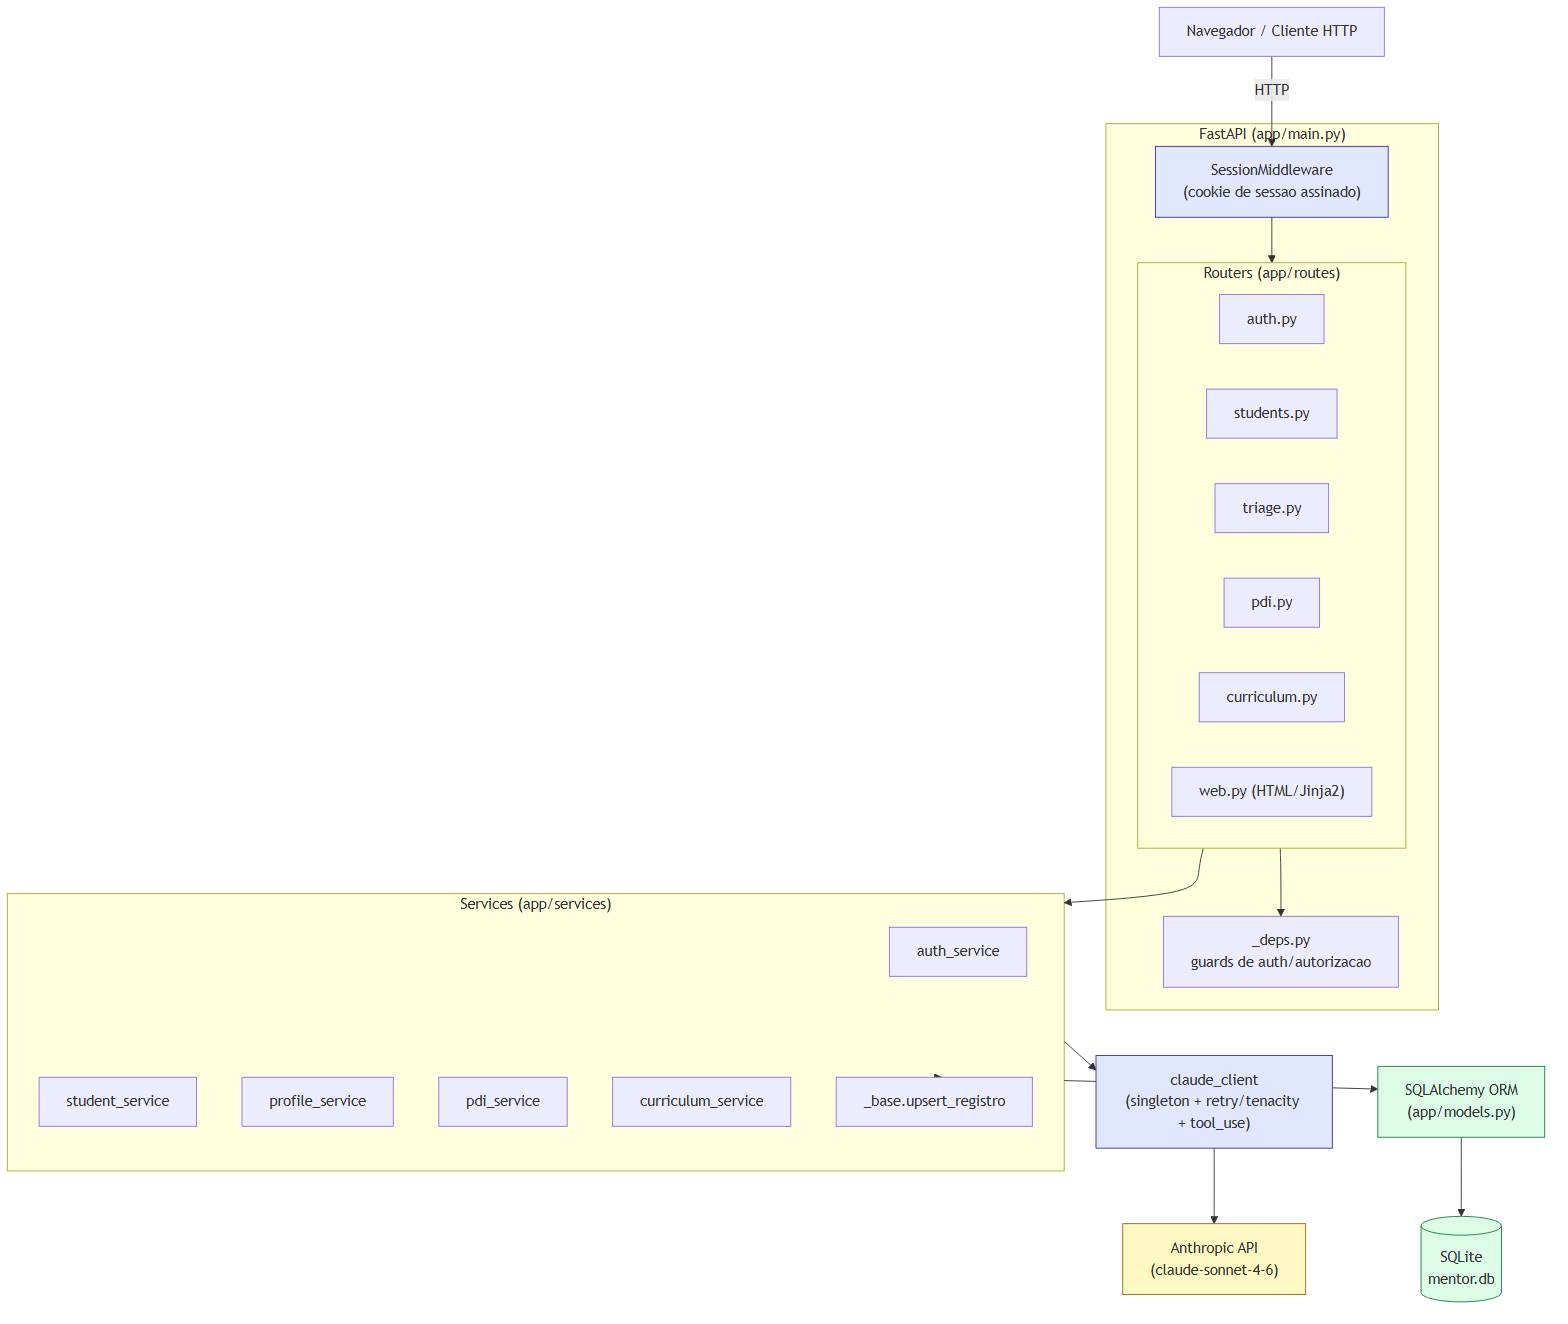 Navegador / Cliente HTTP
HTTP
FastAPI (app/main.py)
SessionMiddleware
(cookie de sessao assinado)
Routers (app/routes)
auth.py
students.py
triage.py
pdi.py
curriculum.py
web.py (HTML/Jinja2)
Services (app/services)
auth_service
_deps.py
guards de auth/autorizacao
student_service
profile_service
pdi_service
curriculum_service
_base.upsert_registro
claude_client
(singleton + retry/tenacity
+ tool_use)
SQLAlchemy ORM
(app/models.py)
Anthropic API
(claude-sonnet-4-6)
SQLite
mentor.db